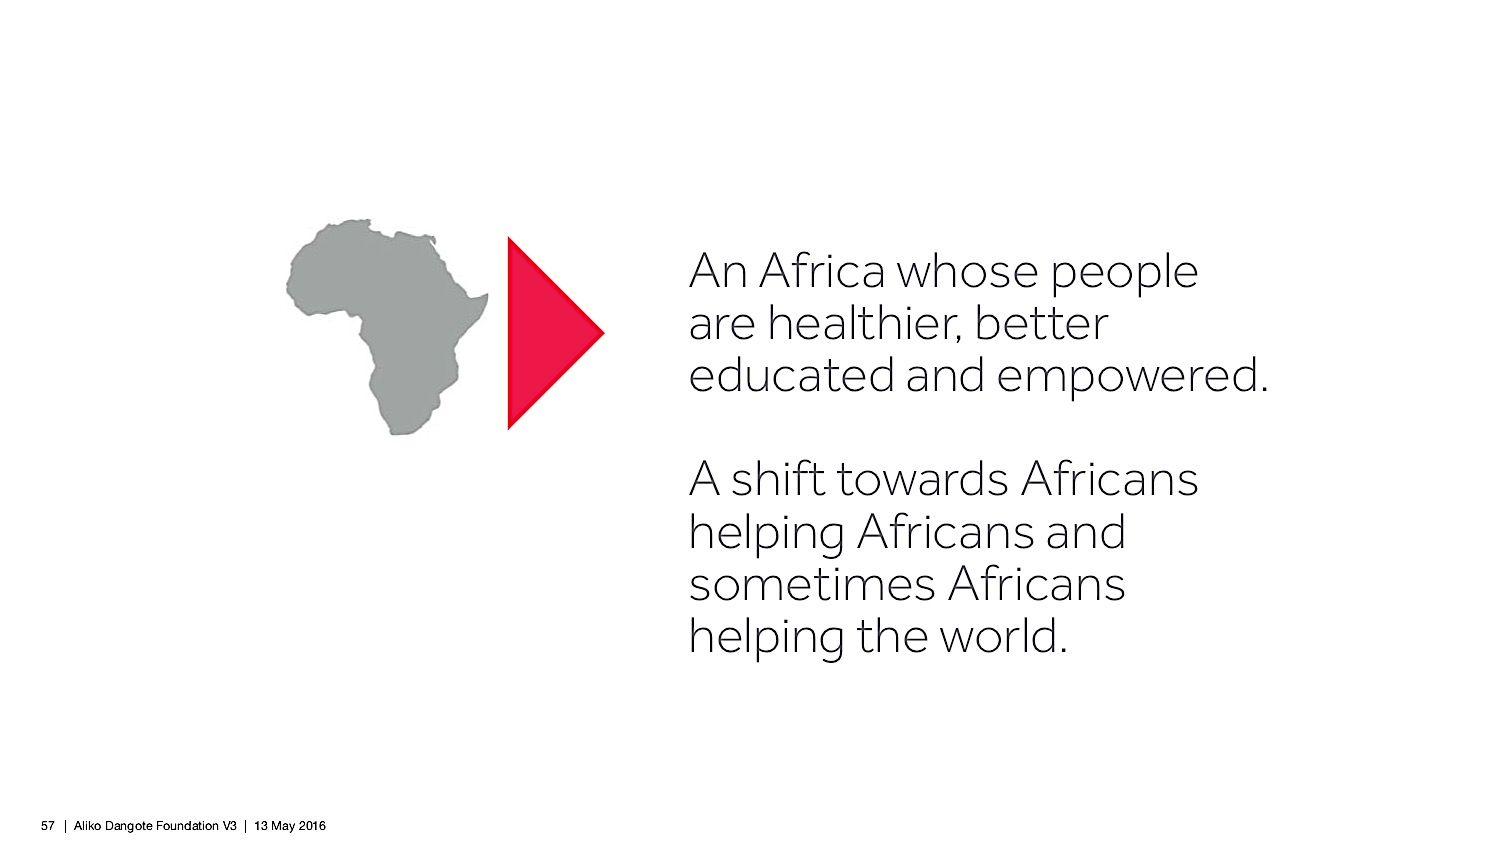 An Africa whose people
are healthier, better
educated and empowered.
A shift towards Africans
helping Africans and
sometimes Africans
helping the world.
57 | Aliko Dangote Foundation V3 | 13 May 2016